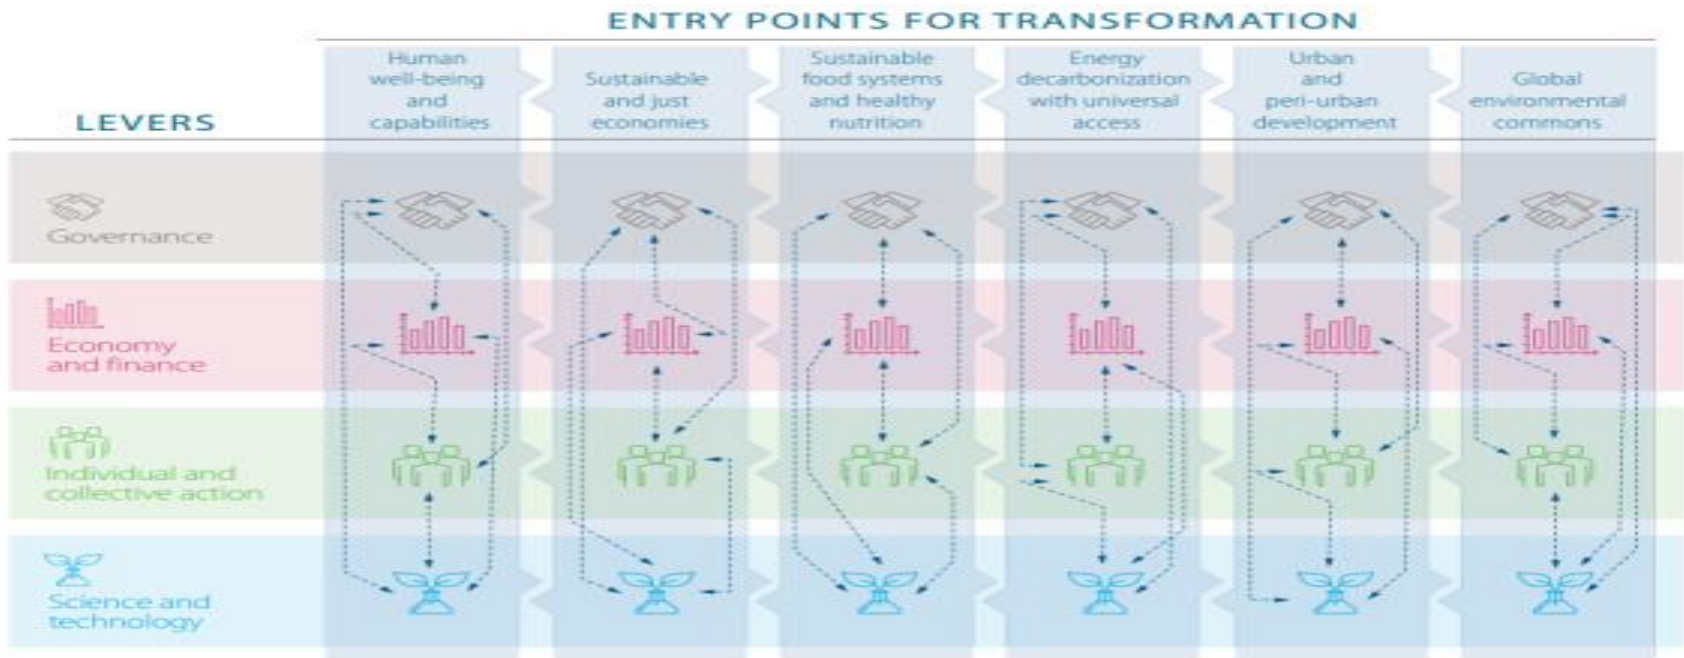 ENTRY POINTS FOR TRANSFORMATION
LEVERS
Human
well-being
and
capabilities
Sustainable
and just
economies
Sustainable
food systems
and healthy
nutrition
Energy
decarbonization
with universal
access
Urban
and
peri-urban
development
Global
environmental
commons
Governance
Economy
and finance
Individual and
collective action
Science and
technology